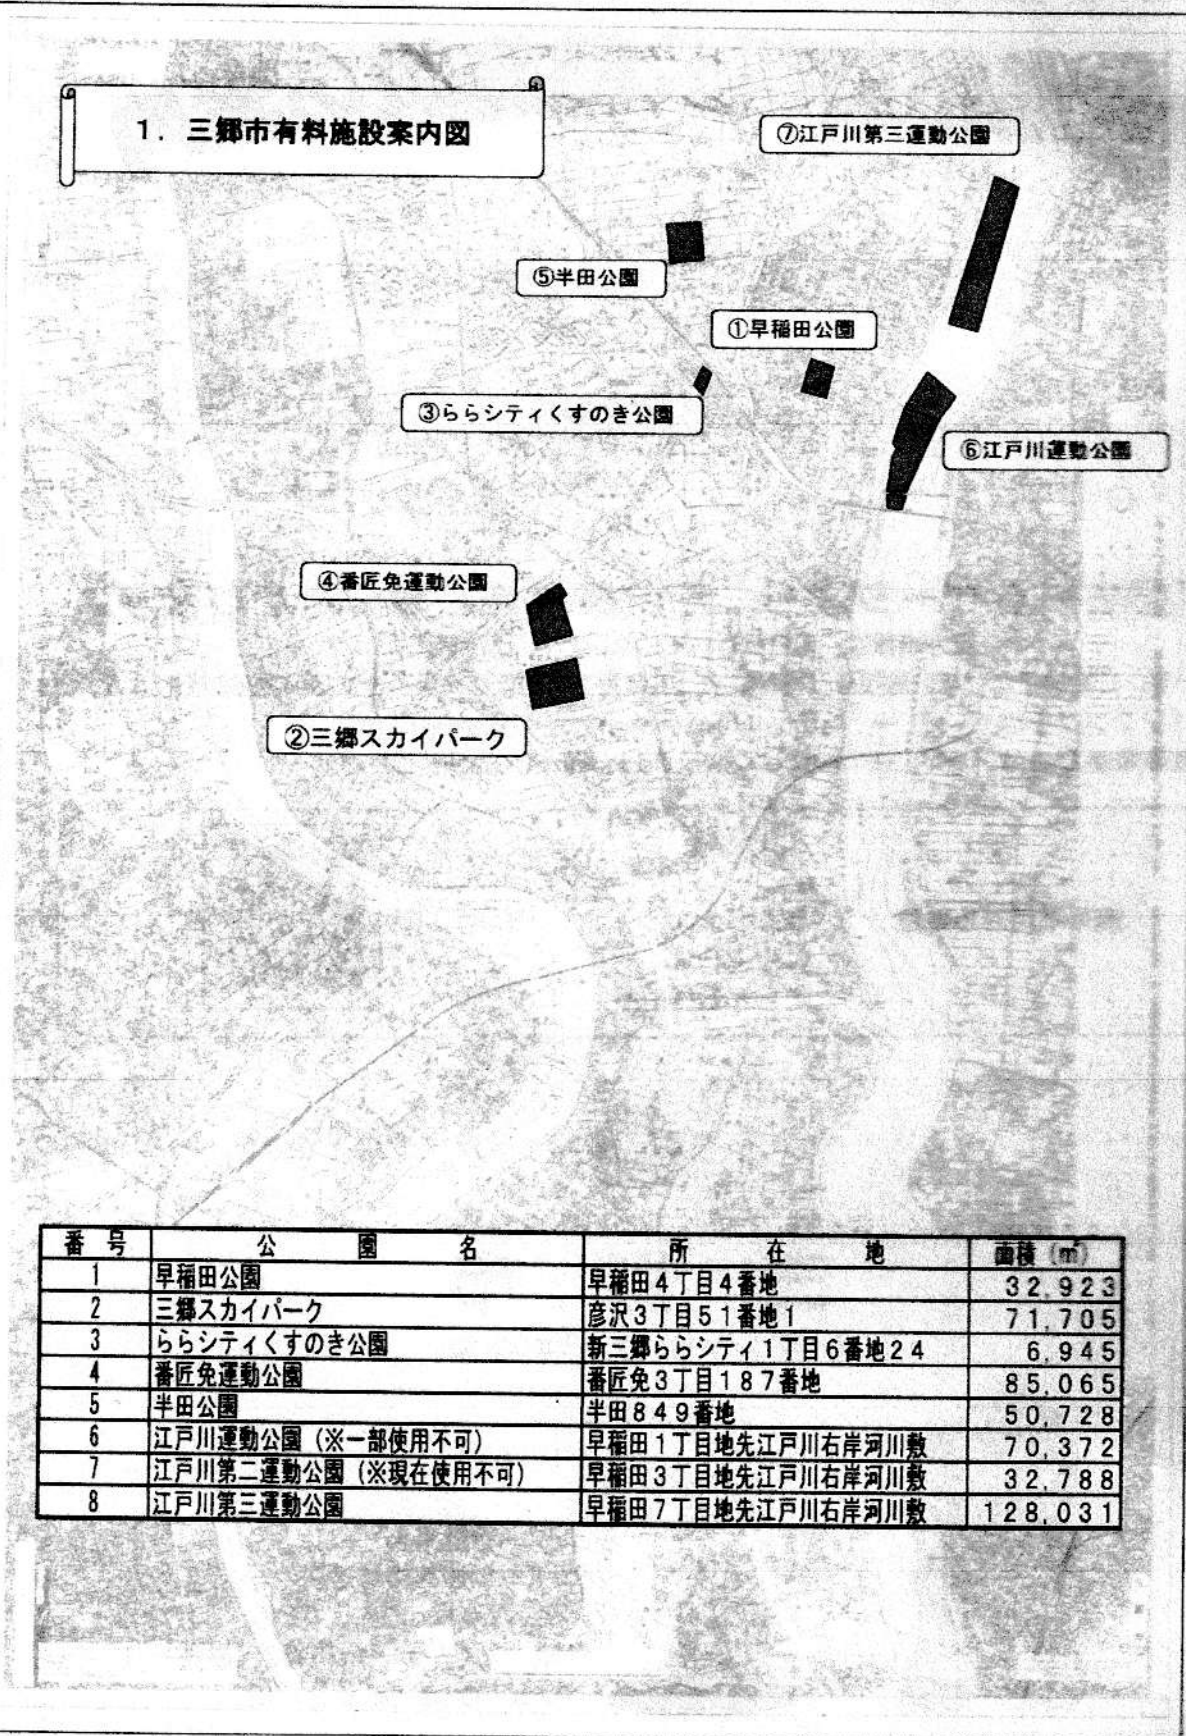 1．三郷市有料施設案内図
⑦江戸川第三運動公園
⑤半田公園
①早稲田公園
③ららシティくすのき公園
⑥江戸川運動公園
④番匠免運動公園
②三郷スカイパーク
番号 公園名 所在地 面積（㎡）
1 早稲田公園 早稲田4丁目4番地 32,923
2 三郷スカイパーク 彦沢3丁目51番地1 71,705
3 ららシティくすのき公園 新三郷ららシティ1丁目6番地24 6,945
4 番匠免運動公園 番匠免3丁目187番地 85,065
5 半田公園 半田849番地 50,728
6 江戸川運動公園（※一部使用不可） 早稲田1丁目地先江戸川右岸河川敷 70,372
7 江戸川第二運動公園（※現在使用不可） 早稲田3丁目地先江戸川右岸河川敷 32,788
8 江戸川第三運動公園 早稲田7丁目地先江戸川右岸河川敷 128,031